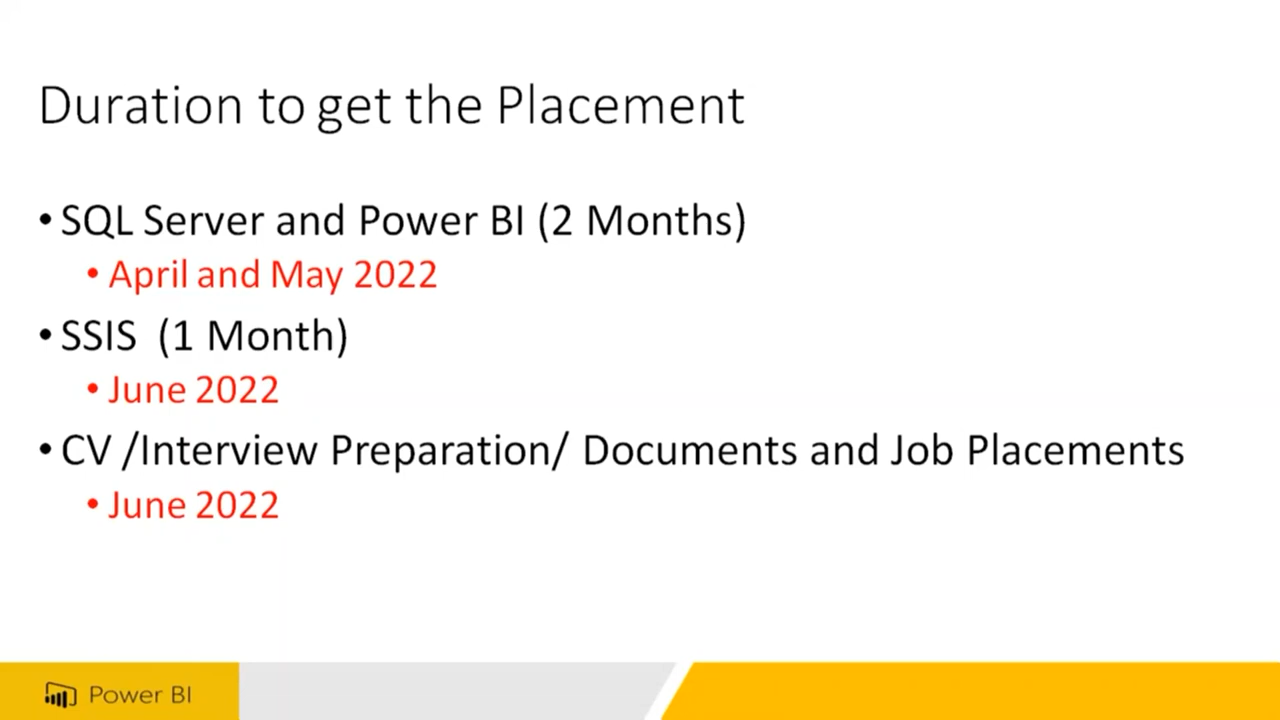 Duration to get the Placement
• SQL Server and Power BI (2 Months)
• April and May 2022
• SSIS  (1 Month)
• June 2022
• CV /Interview Preparation/ Documents and Job Placements
• June 2022
Power BI